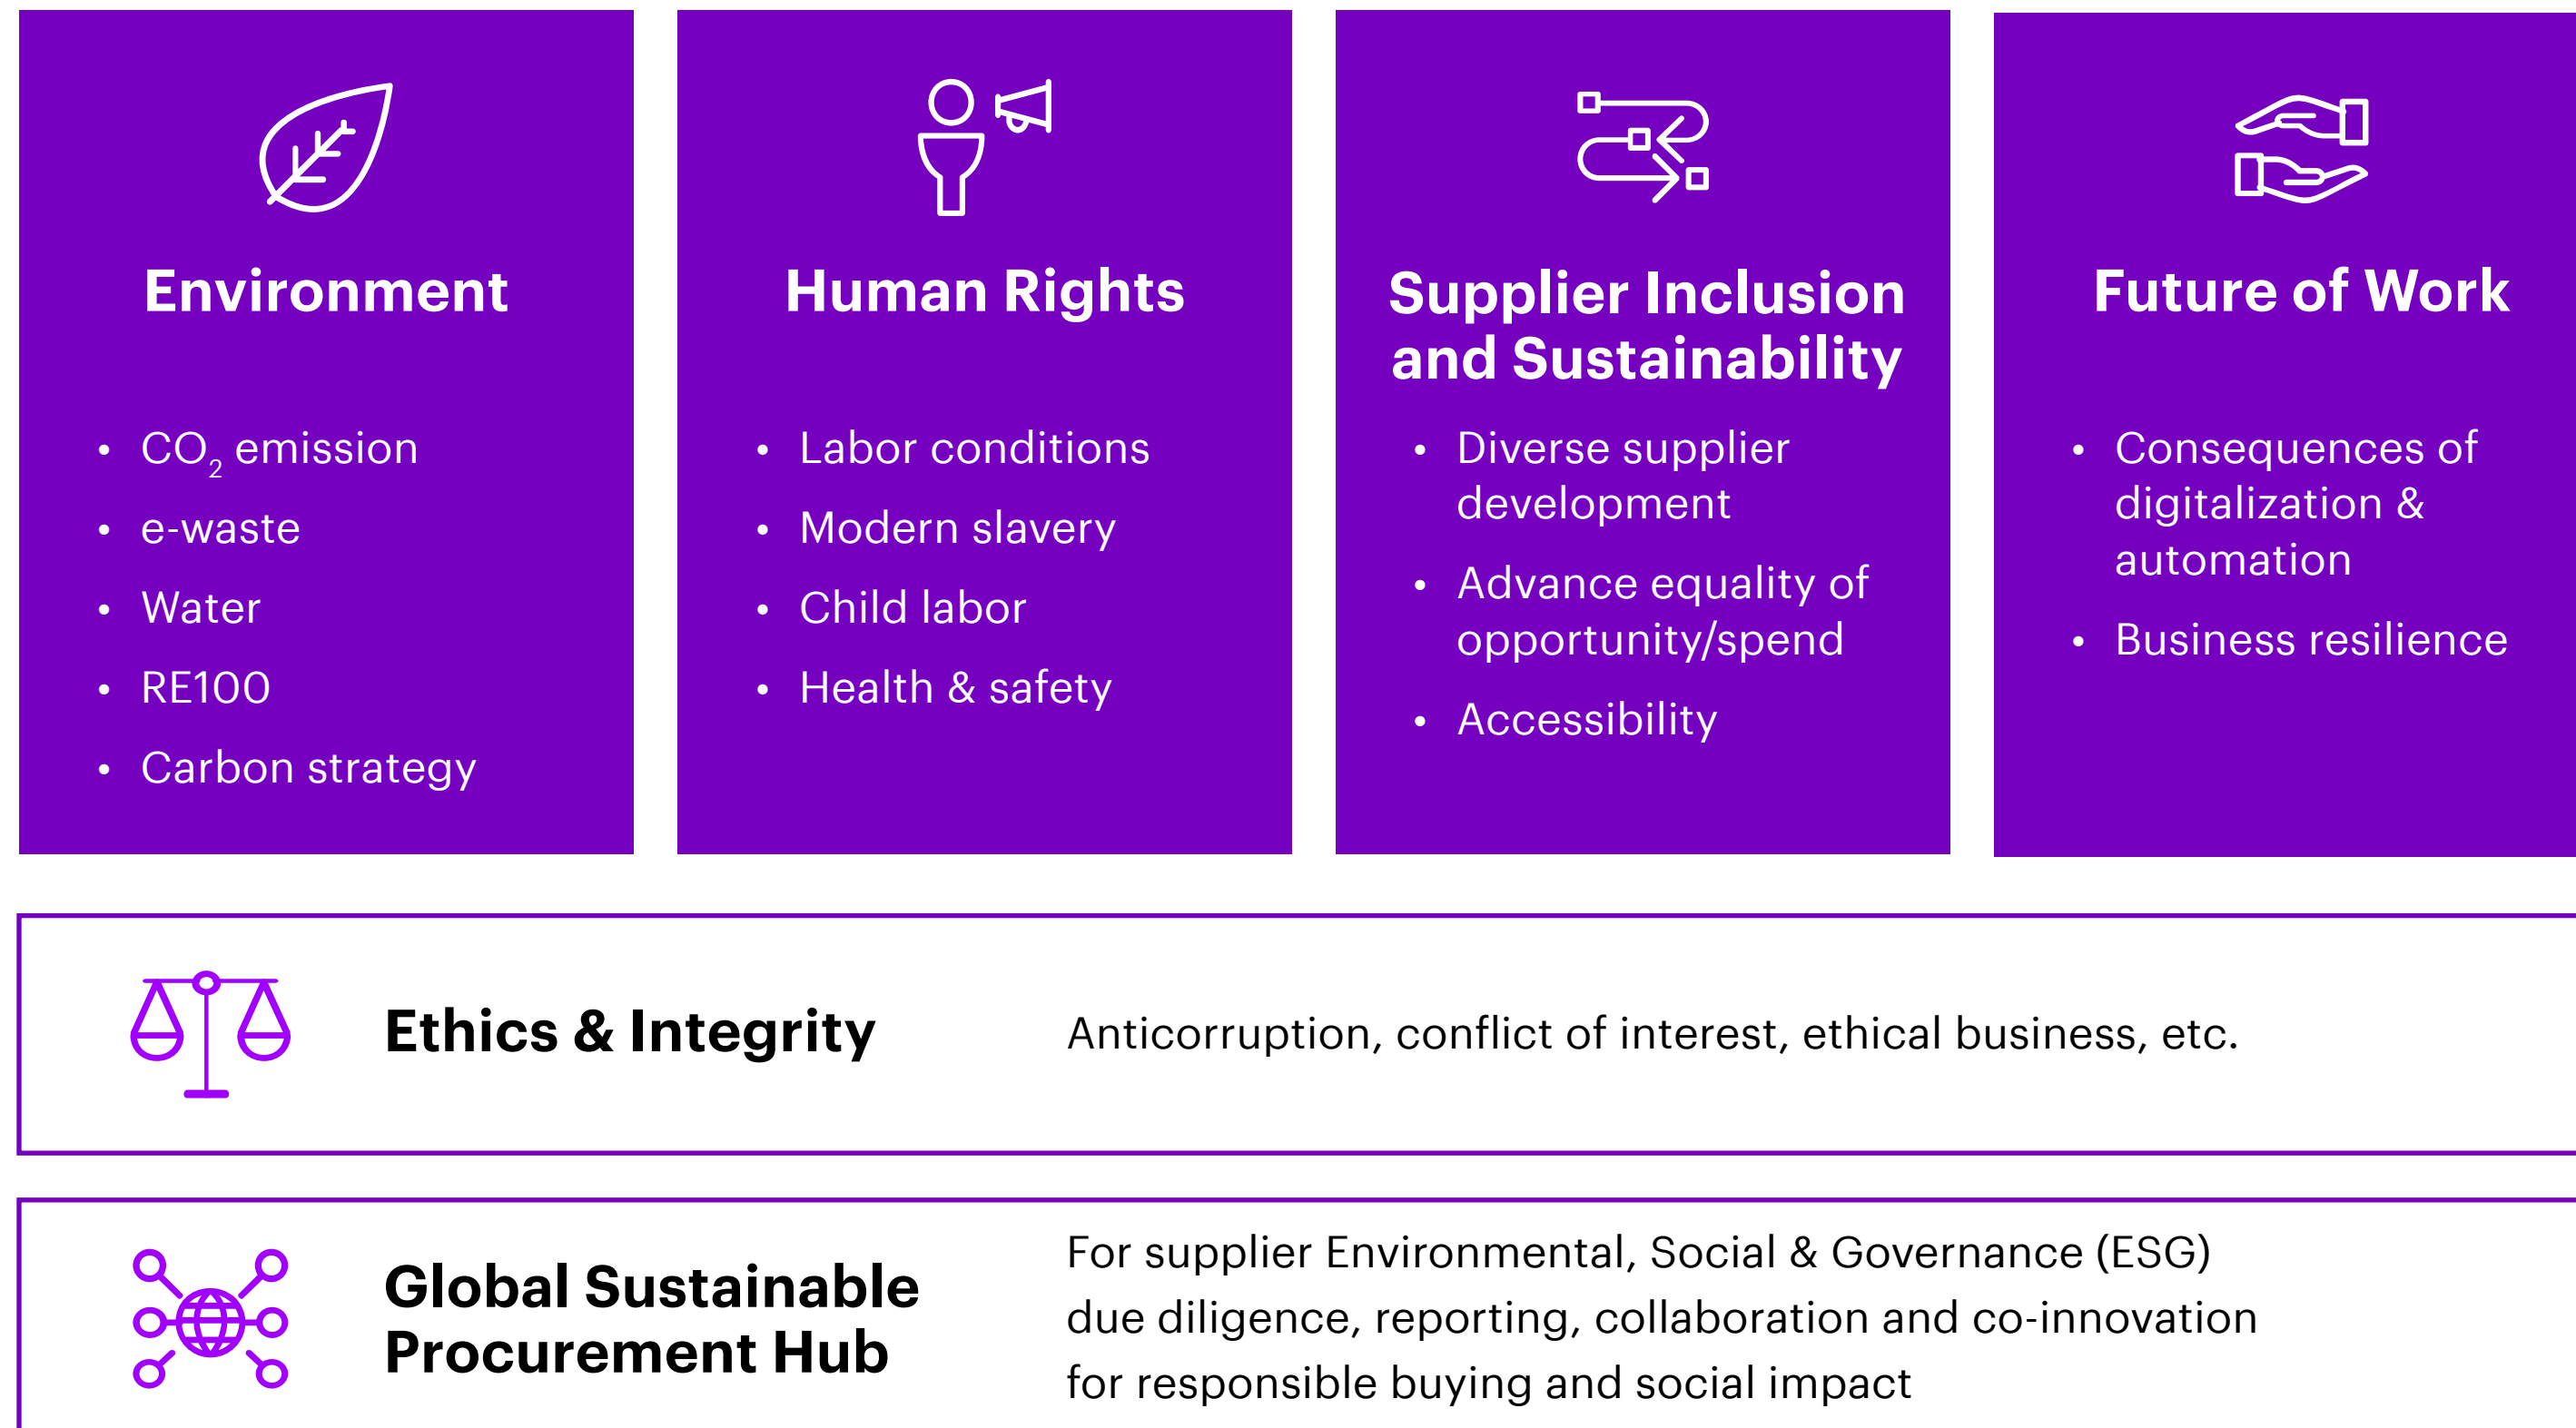 Environment
• CO₂ emission
• e-waste
• Water
• RE100
• Carbon strategy
Human Rights
• Labor conditions
• Modern slavery
• Child labor
• Health & safety
Supplier Inclusion
and Sustainability
• Diverse supplier
development
• Advance equality of
opportunity/spend
• Accessibility
Future of Work
• Consequences of
digitalization &
automation
• Business resilience
Ethics & Integrity
Anticorruption, conflict of interest, ethical business, etc.
Global Sustainable
Procurement Hub
For supplier Environmental, Social & Governance (ESG)
due diligence, reporting, collaboration and co-innovation
for responsible buying and social impact